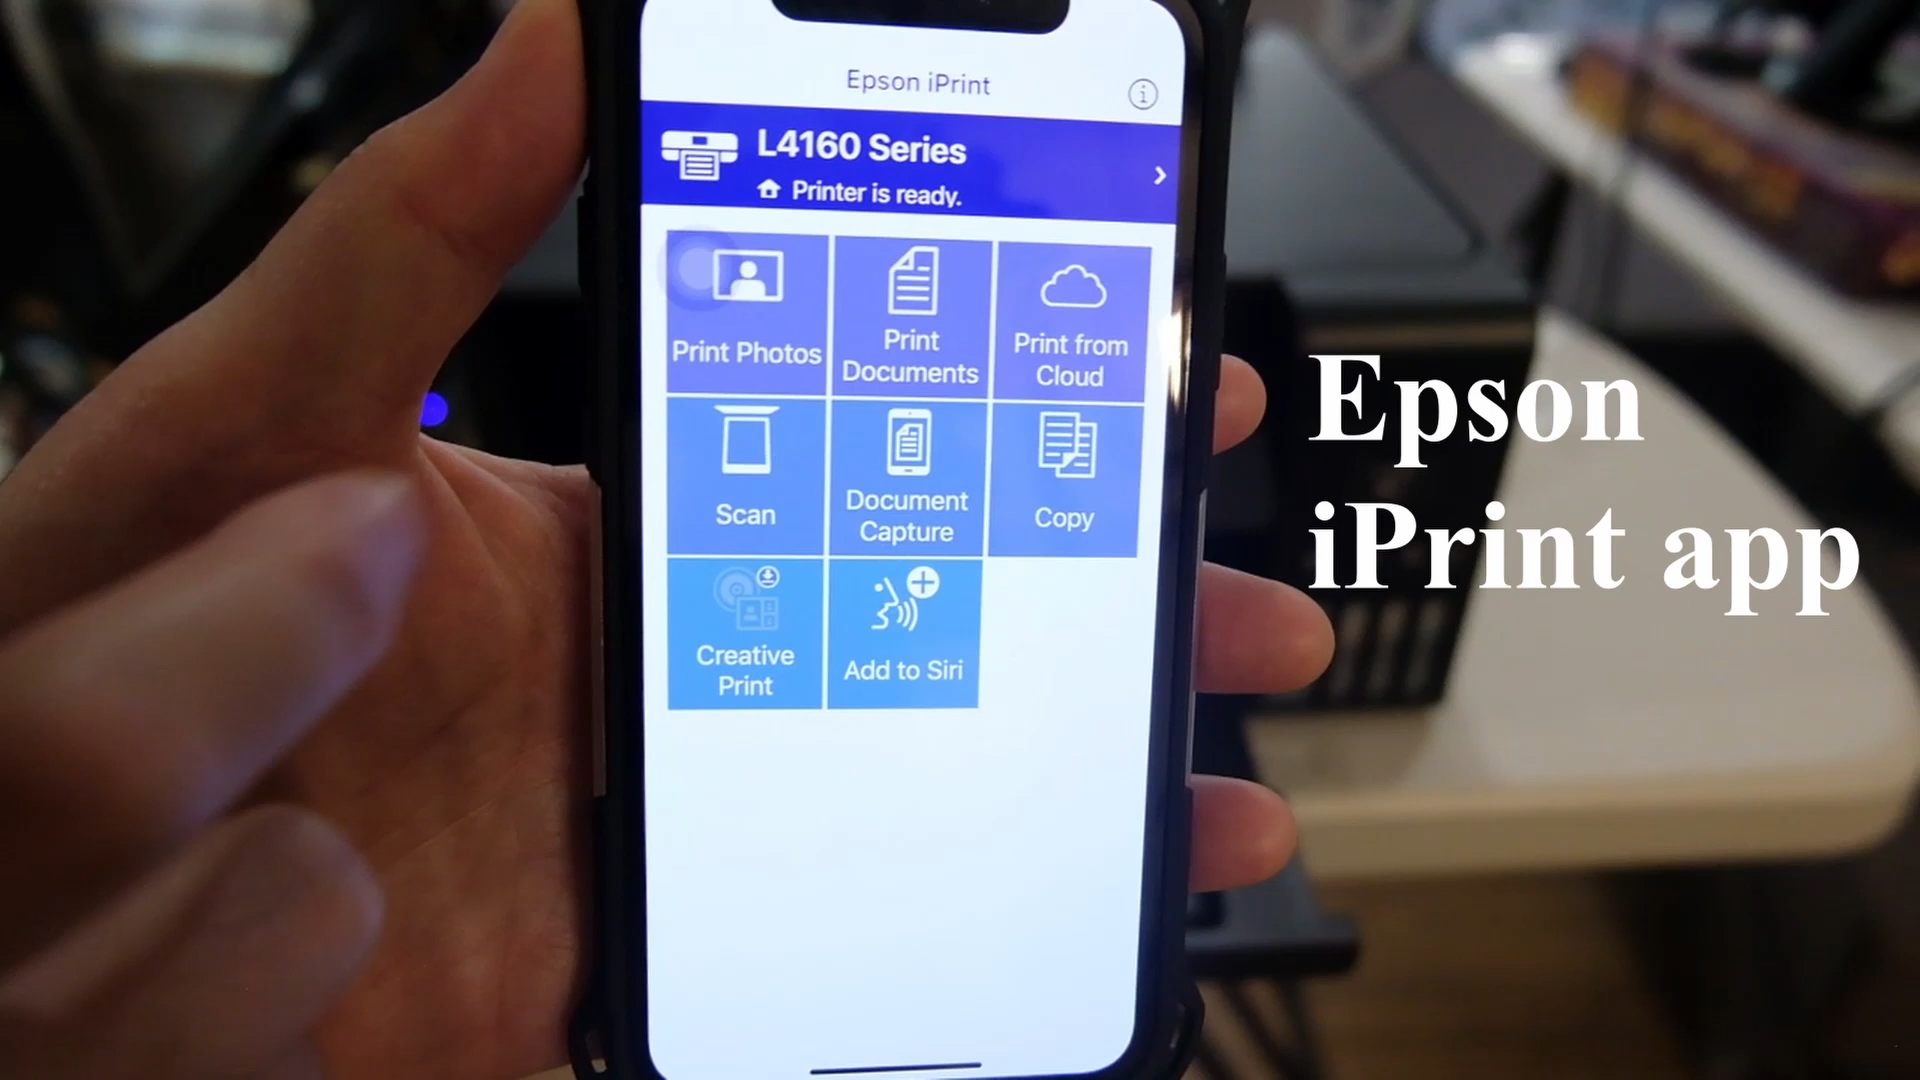 Epson iPrint
L4160 Series
Printer is ready.
Print Photos
Print
Documents
Print from
Cloud
Scan
Document
Capture
Copy
Creative
Print
Add to Siri
Epson
iPrint app